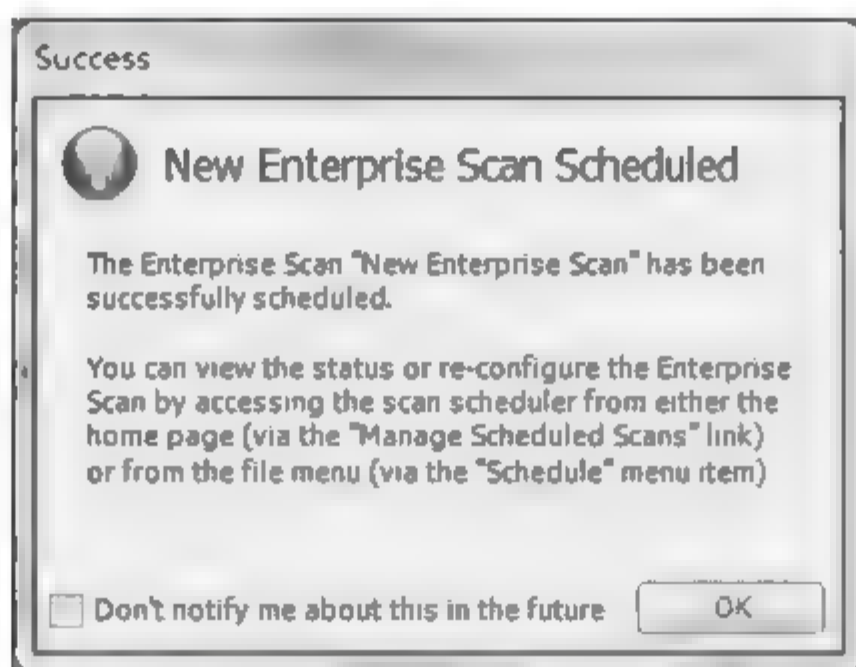 Success
New Enterprise Scan Scheduled
The Enterprise Scan "New Enterprise Scan" has been
successfully scheduled.
You can view the status or re-configure the Enterprise
Scan by accessing the scan scheduler from either the
home page (via the "Manage Scheduled Scans" link)
or from the file menu (via the "Schedule" menu item)
Don't notify me about this in the future
OK